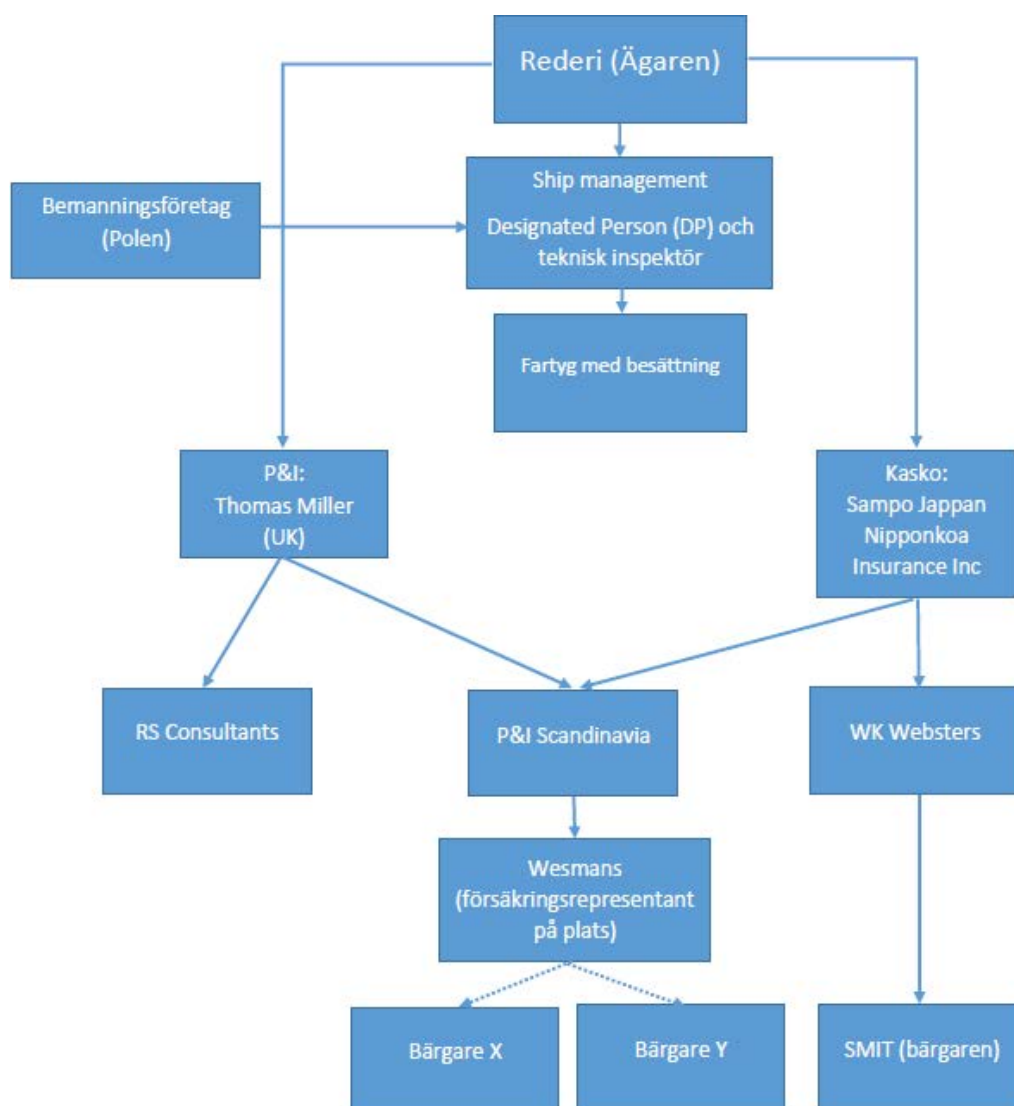 Rederi (Ägaren)
Ship management
Designated Person (DP) och
teknisk inspektör
Bemanningsföretag
(Polen)
Fartyg med besättning
P&I:
Thomas Miller
(UK)
Kasko:
Sampo Jappan
Nipponkoa
Insurance Inc
RS Consultants
P&I Scandinavia
WK Websters
Wesmans
(försäkringsrepresentant
på plats)
Bärgare X
Bärgare Y
SMIT (bärgaren)